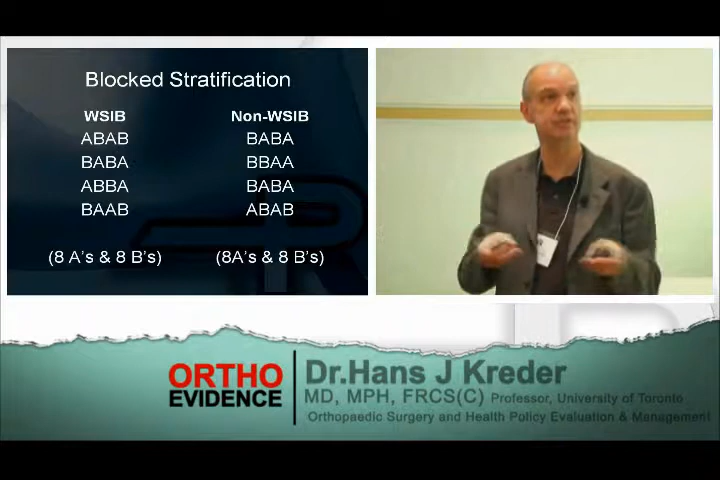 Blocked Stratification
WSIB Non-WSIB
ABAB BABA
BABA BBAA
ABBA BABA
BAAB ABAB
(8 A's & 8 B's) (8A's & 8 B's)
ORTHO
EVIDENCE
Dr.Hans J Kreder
MD, MPH, FRCS(C) Professor, University of Toronto
Orthopaedic Surgery and Health Policy Evaluation & Management